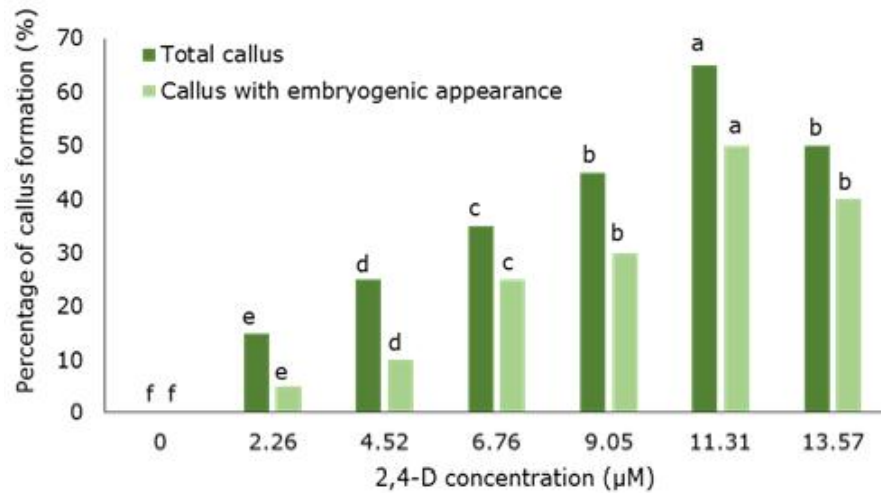 Percentage of callus formation (%)
70
60
50
40
30
20
10
0
Total callus
Callus with embryogenic appearance
f f
e
e
d
d
c
c
b
b
a
a
b
b
0 2.26 4.52 6.76 9.05 11.31 13.57
2,4-D concentration (µM)